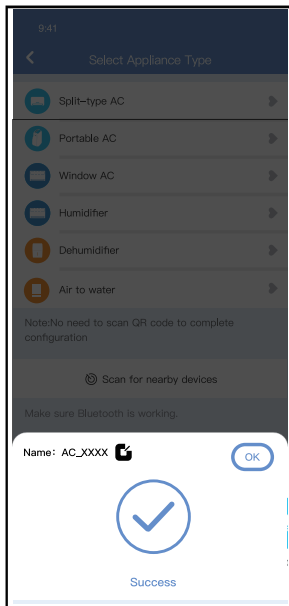 9:41
Select Appliance Type
Split-type AC
Portable AC
Window AC
Humidifier
Dehumidifier
Air to water
Note:No need to scan QR code to complete
configuration
Scan for nearby devices
Make sure Bluetooth is working.
Name: AC_XXXX
OK
Success